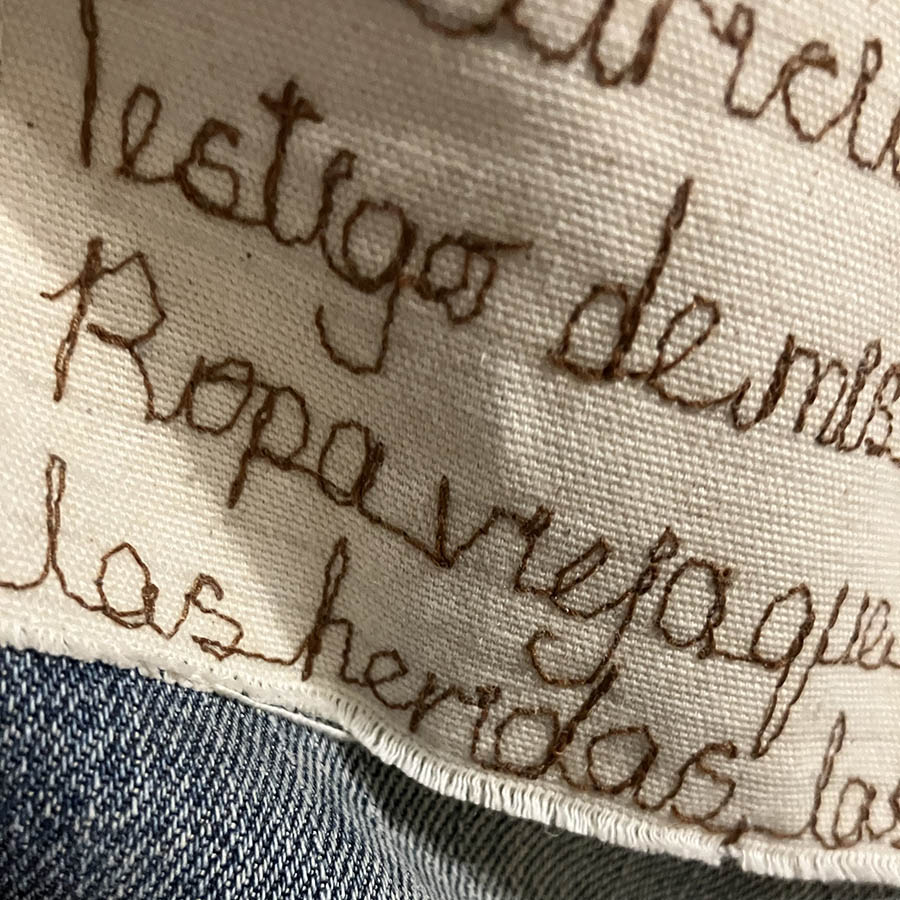 Testigo de mis
Ropa vieja que
las heridas, las